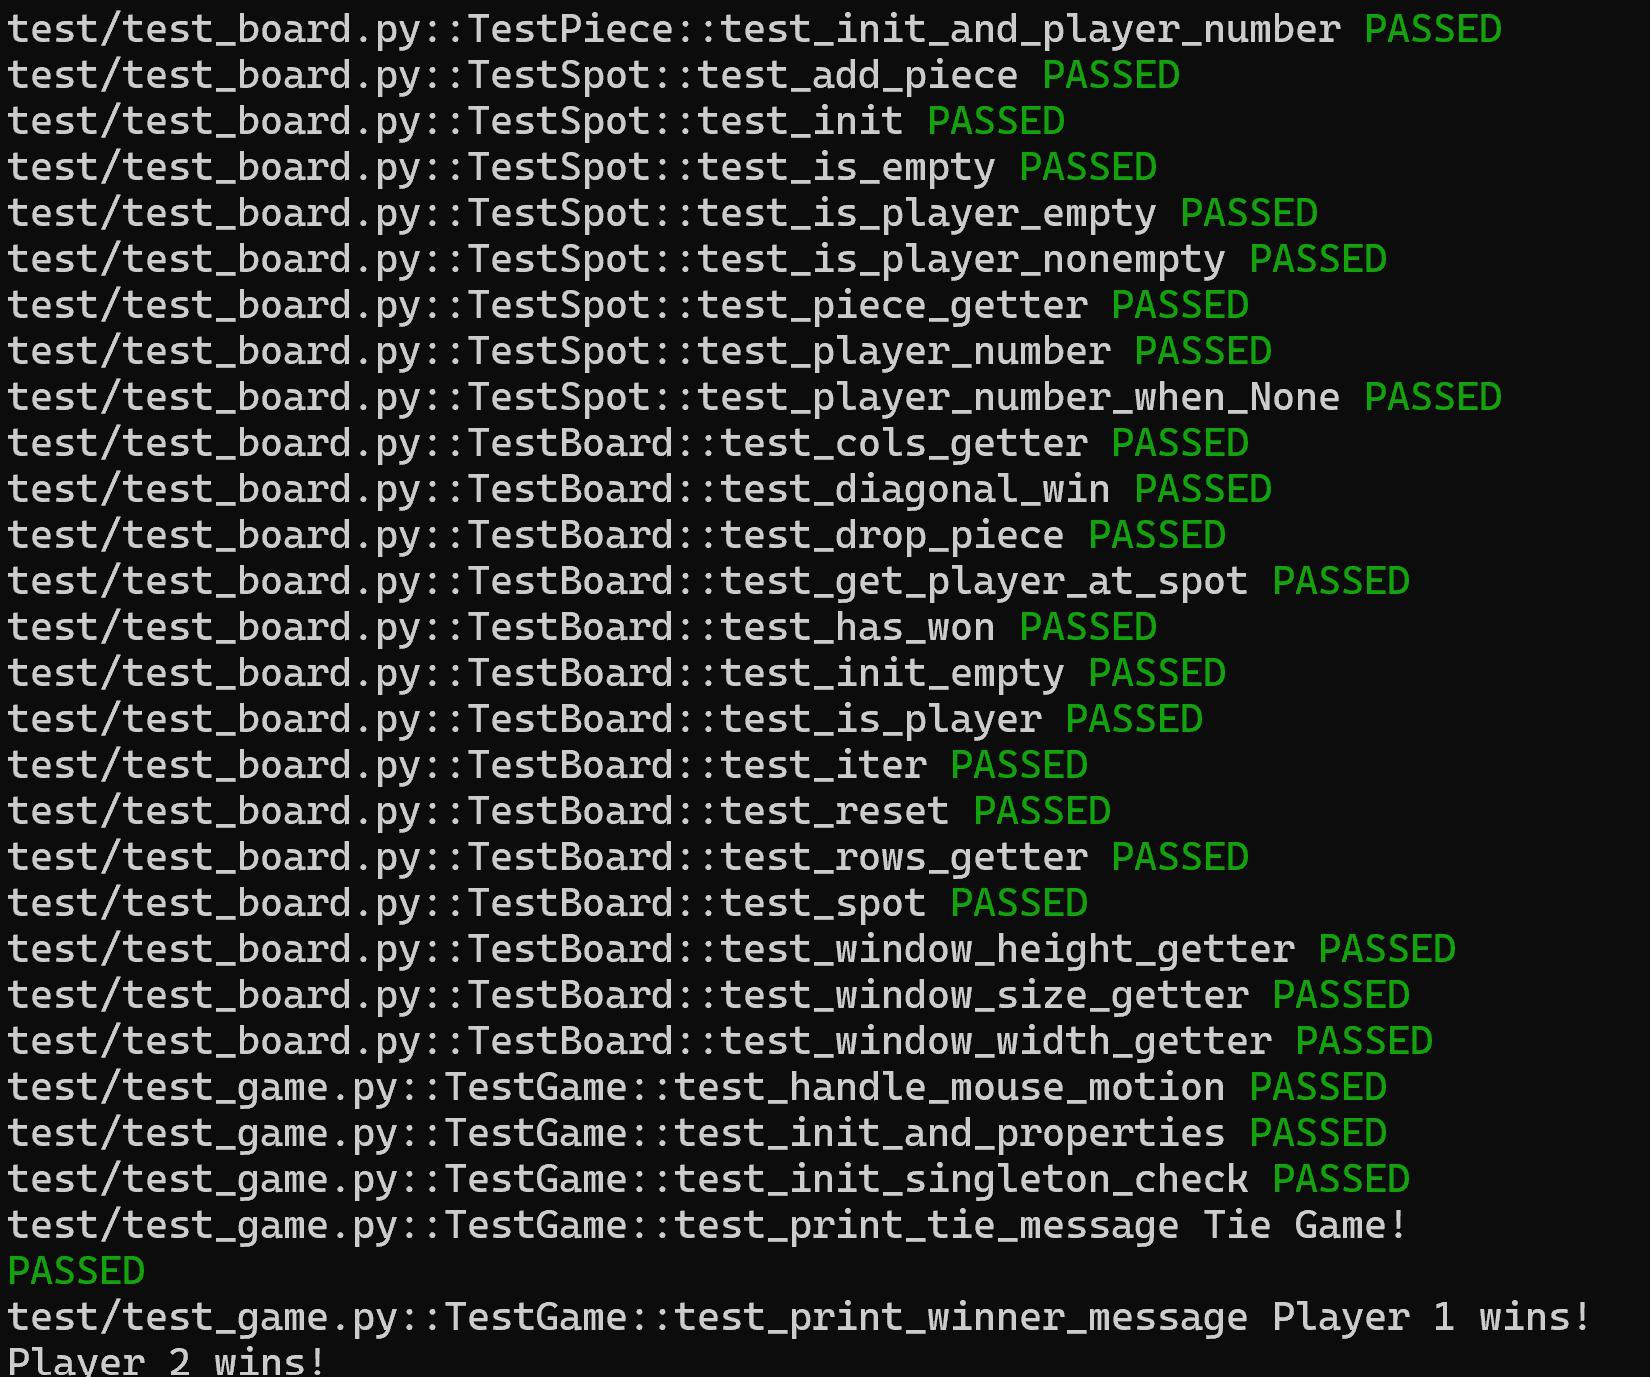 test/test_board.py::TestPiece::test_init_and_player_number PASSED
test/test_board.py::TestSpot::test_add_piece PASSED
test/test_board.py::TestSpot::test_init PASSED
test/test_board.py::TestSpot::test_is_empty PASSED
test/test_board.py::TestSpot::test_is_player_empty PASSED
test/test_board.py::TestSpot::test_is_player_nonempty PASSED
test/test_board.py::TestSpot::test_piece_getter PASSED
test/test_board.py::TestSpot::test_player_number PASSED
test/test_board.py::TestSpot::test_player_number_when_None PASSED
test/test_board.py::TestBoard::test_cols_getter PASSED
test/test_board.py::TestBoard::test_diagonal_win PASSED
test/test_board.py::TestBoard::test_drop_piece PASSED
test/test_board.py::TestBoard::test_get_player_at_spot PASSED
test/test_board.py::TestBoard::test_has_won PASSED
test/test_board.py::TestBoard::test_init_empty PASSED
test/test_board.py::TestBoard::test_is_player PASSED
test/test_board.py::TestBoard::test_iter PASSED
test/test_board.py::TestBoard::test_reset PASSED
test/test_board.py::TestBoard::test_rows_getter PASSED
test/test_board.py::TestBoard::test_spot PASSED
test/test_board.py::TestBoard::test_window_height_getter PASSED
test/test_board.py::TestBoard::test_window_size_getter PASSED
test/test_board.py::TestBoard::test_window_width_getter PASSED
test/test_game.py::TestGame::test_handle_mouse_motion PASSED
test/test_game.py::TestGame::test_init_and_properties PASSED
test/test_game.py::TestGame::test_init_singleton_check PASSED
test/test_game.py::TestGame::test_print_tie_message Tie Game!
PASSED
test/test_game.py::TestGame::test_print_winner_message Player 1 wins!
Player 2 wins!